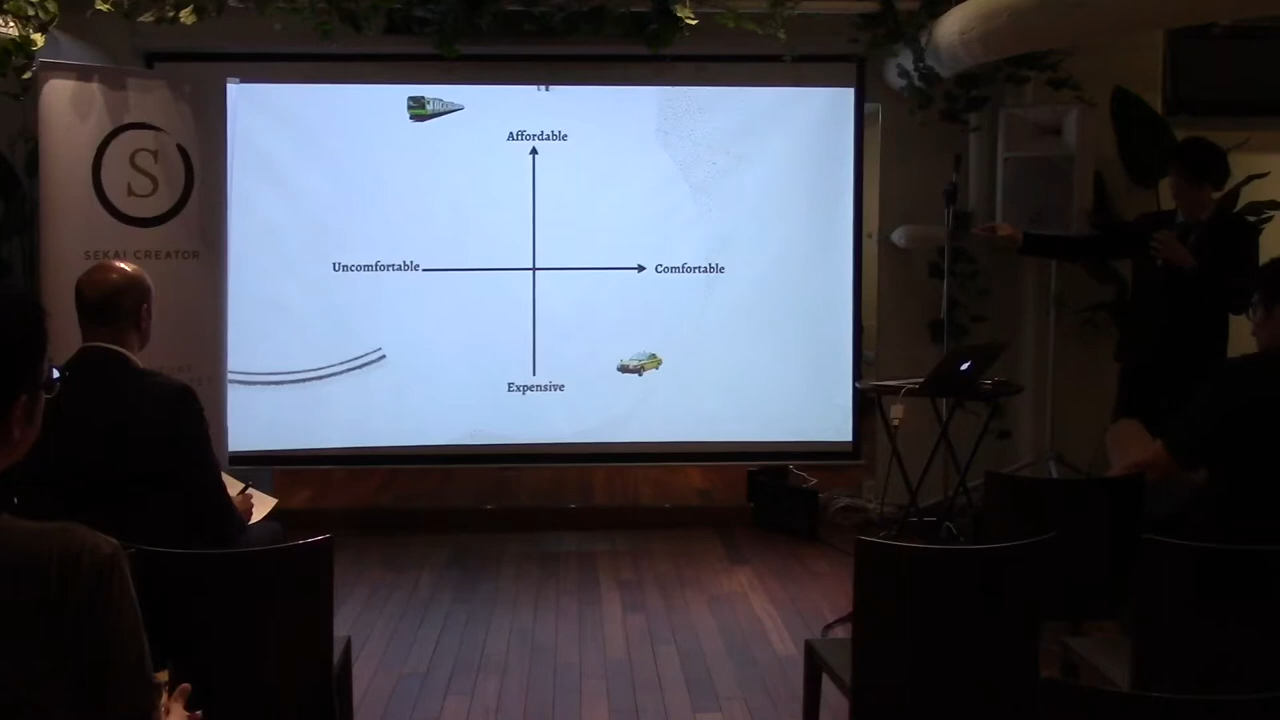 S
SEKAI CREATOR
Affordable
Uncomfortable
Comfortable
Expensive